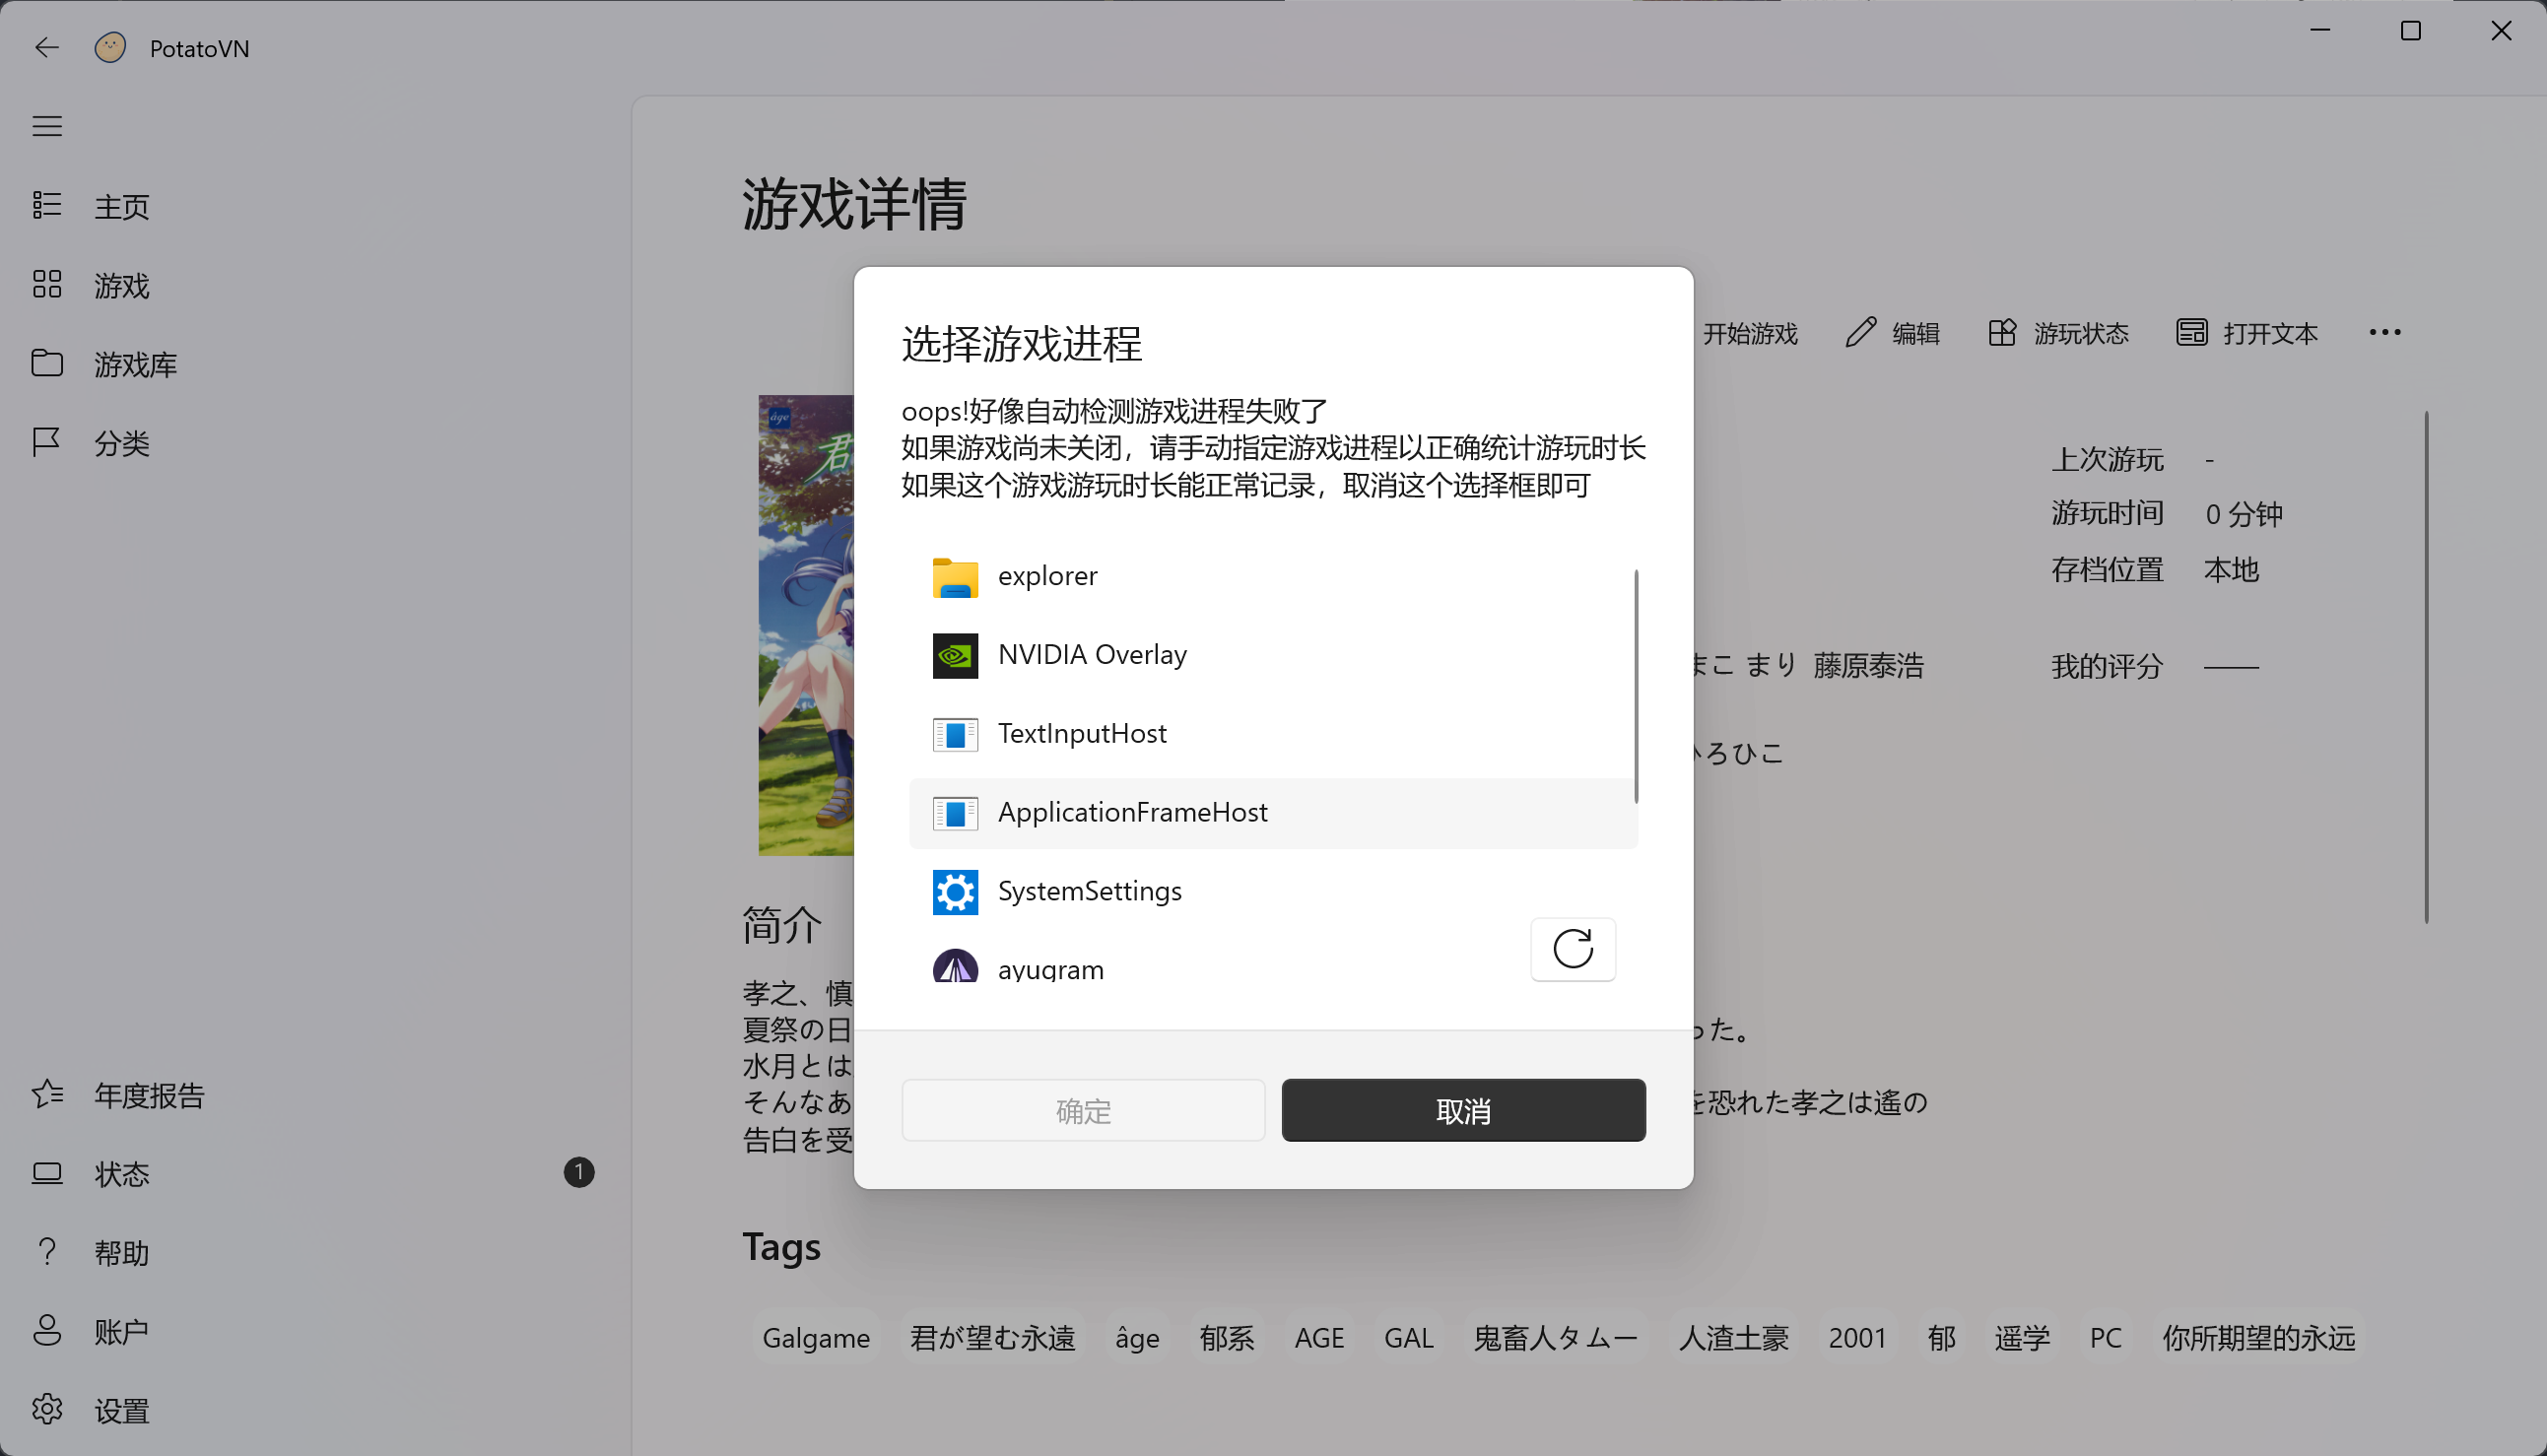 PotatoVN
主页
游戏
游戏库
分类
年度报告
状态
1
帮助
账户
设置
游戏详情
开始游戏
编辑
游玩状态
打开文本
âge
君
上次游玩 -
游玩时间 0 分钟
存档位置 本地
まこ まり 藤原泰浩
我的评分 ——
ろひこ
选择游戏进程
oops!好像自动检测游戏进程失败了
如果游戏尚未关闭，请手动指定游戏进程以正确统计游玩时长
如果这个游戏游玩时长能正常记录，取消这个选择框即可
explorer
NVIDIA Overlay
TextInputHost
ApplicationFrameHost
SystemSettings
ayugram
确定
取消
简介
孝之、慎
夏祭の日 った。
水月とは
そんなあ を恐れた孝之は遙の
告白を受
Tags
Galgame 君が望む永遠 âge 郁系 AGE GAL 鬼畜人タムー 人渣土豪 2001 郁 遥学 PC 你所期望的永远